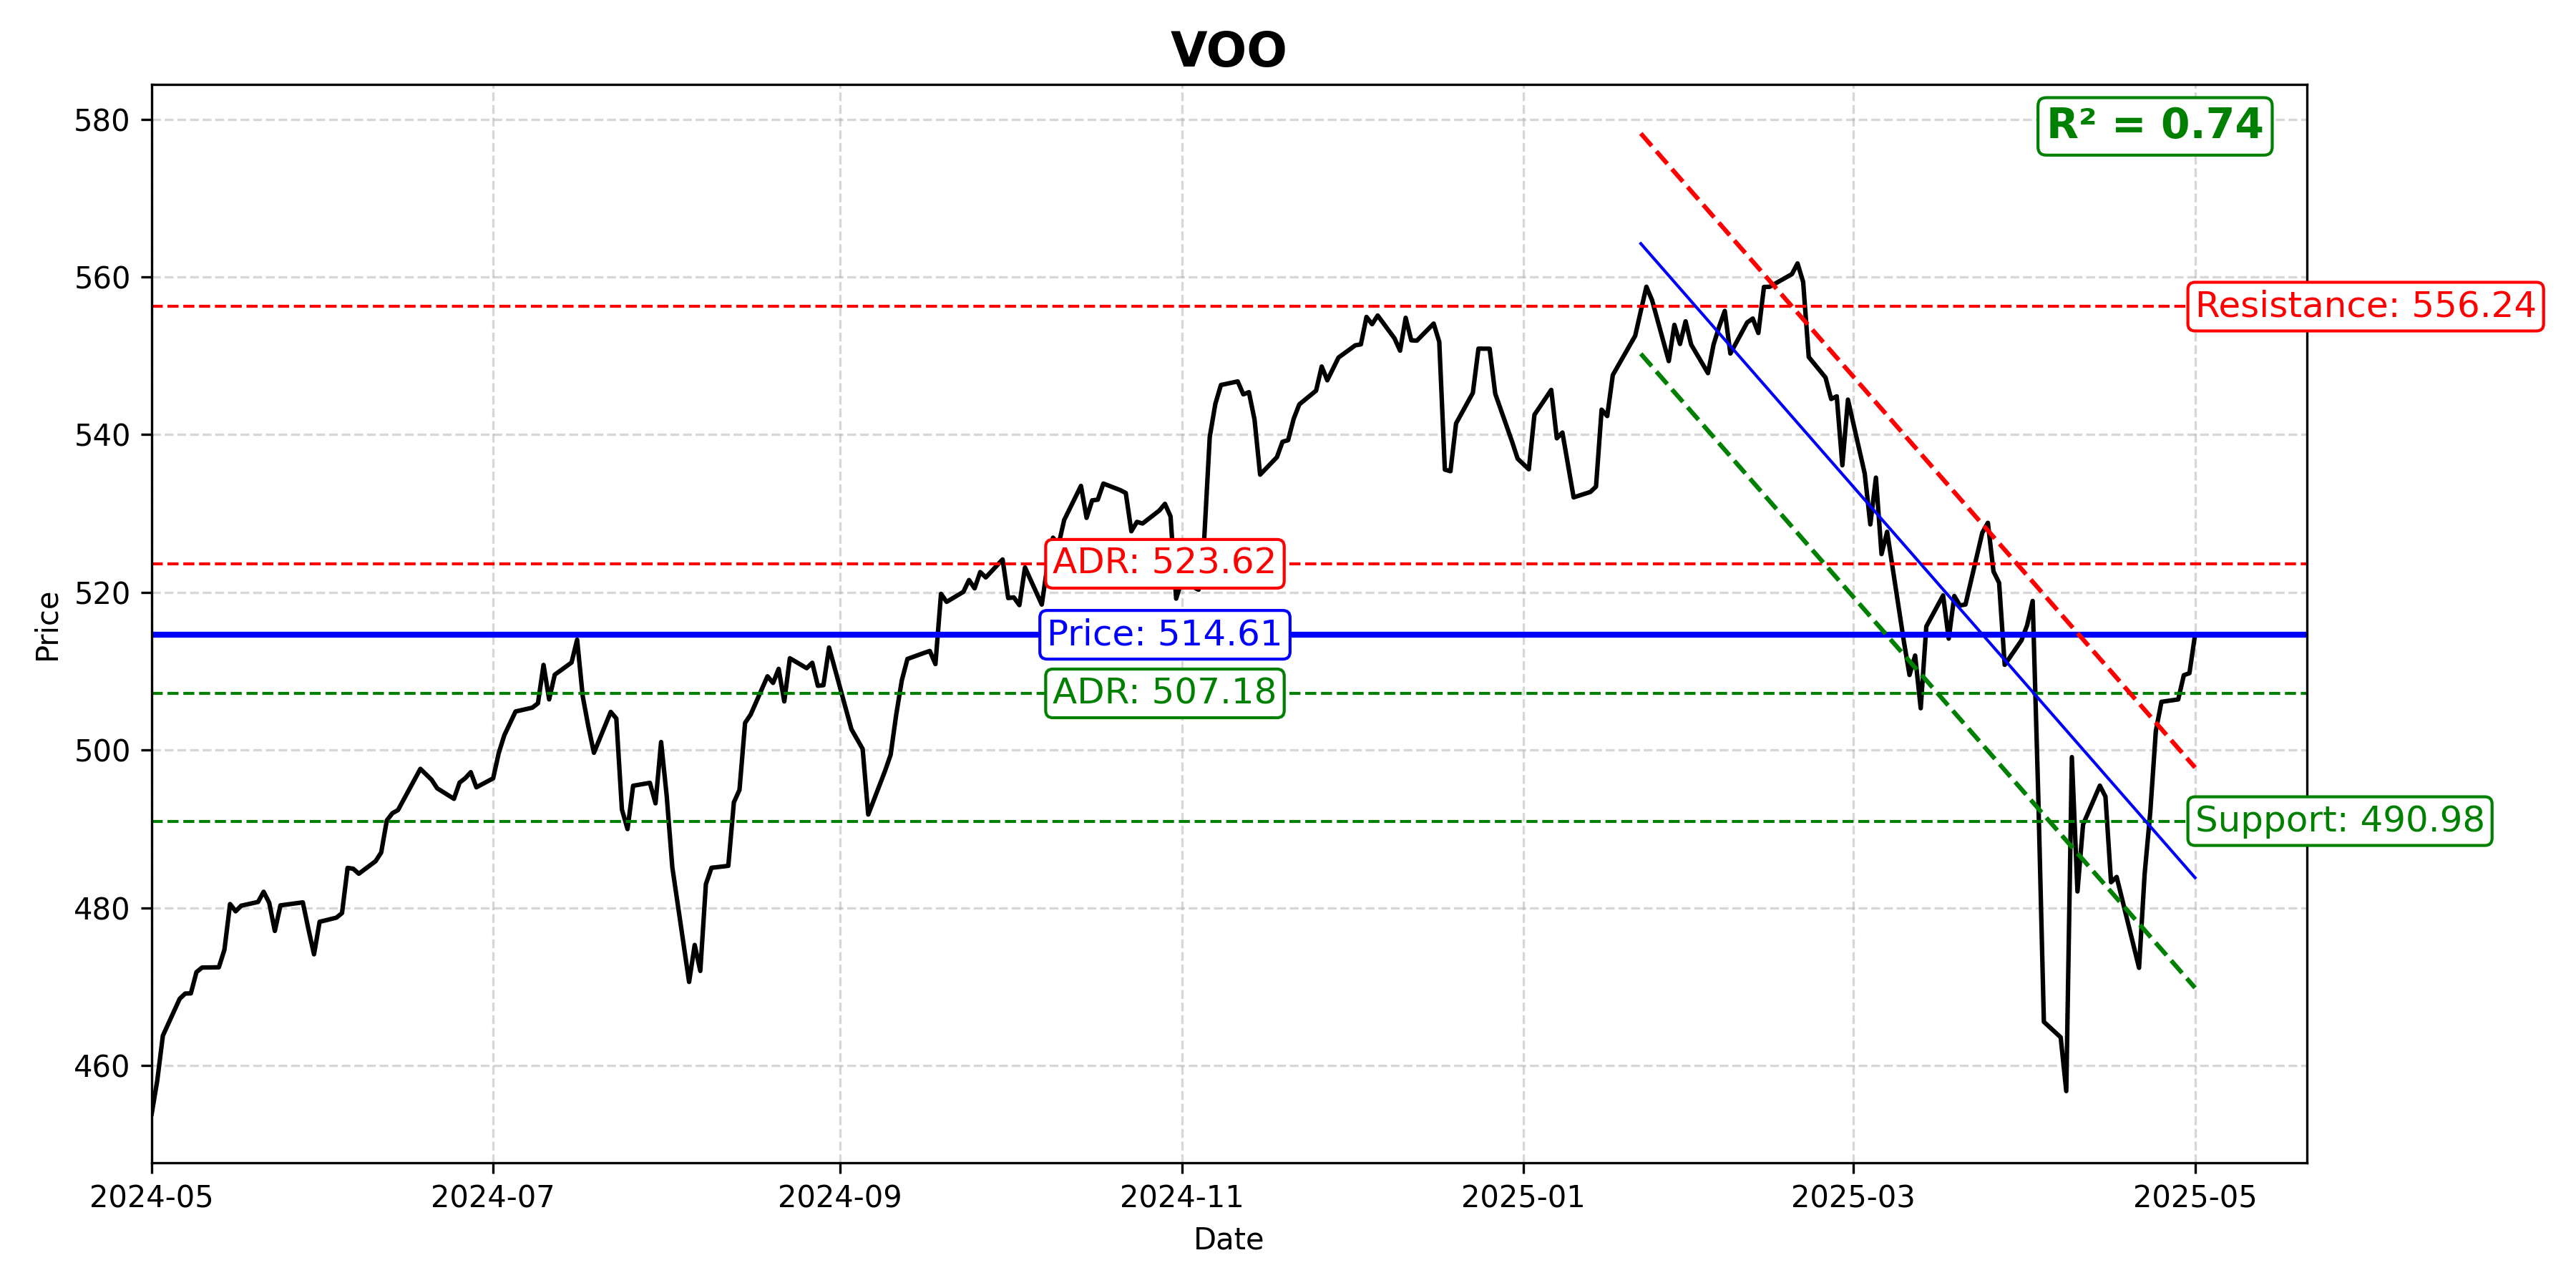 VOO
R² = 0.74
580
560
540
520
500
480
460
Price
Resistance: 556.24
ADR: 523.62
Price: 514.61
ADR: 507.18
Support: 490.98
2024-05
2024-07
2024-09
2024-11
2025-01
2025-03
2025-05
Date